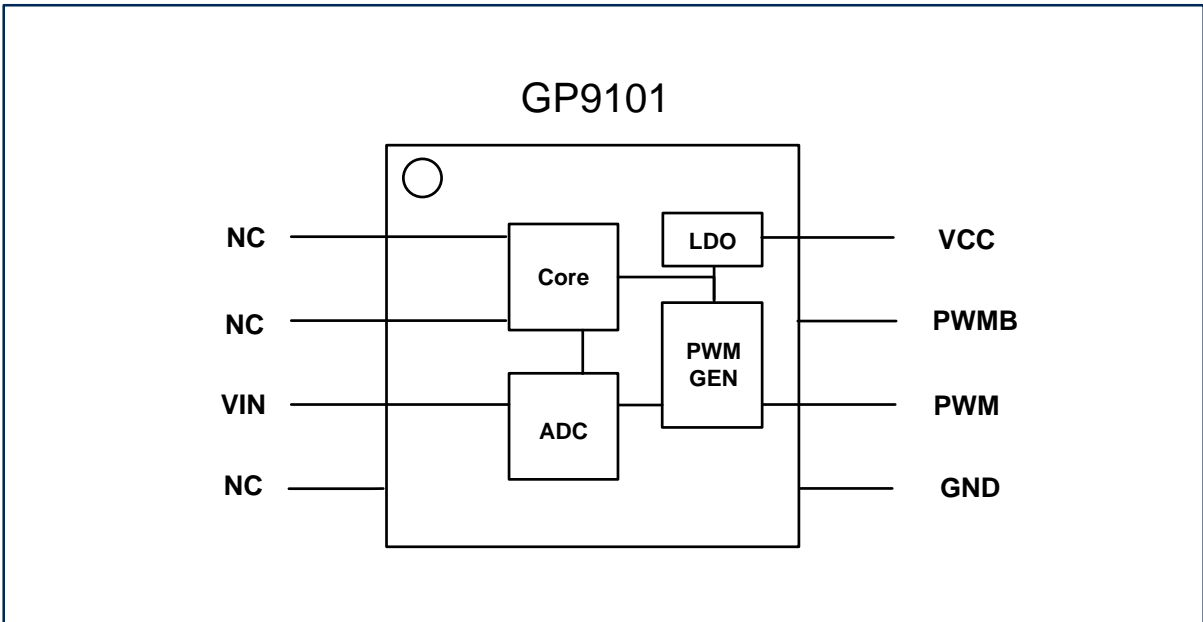 GP9101
NC
NC
VIN
NC
Core
ADC
LDO
PWM
GEN
VCC
PWMB
PWM
GND